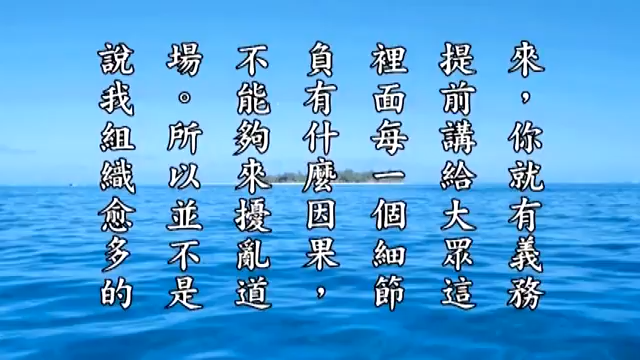 來，你就有義務
提前講給大眾這
裡面每一個細節
負有什麼因果，
不能夠來擾亂道
場。所以並不是
說我組織愈多的